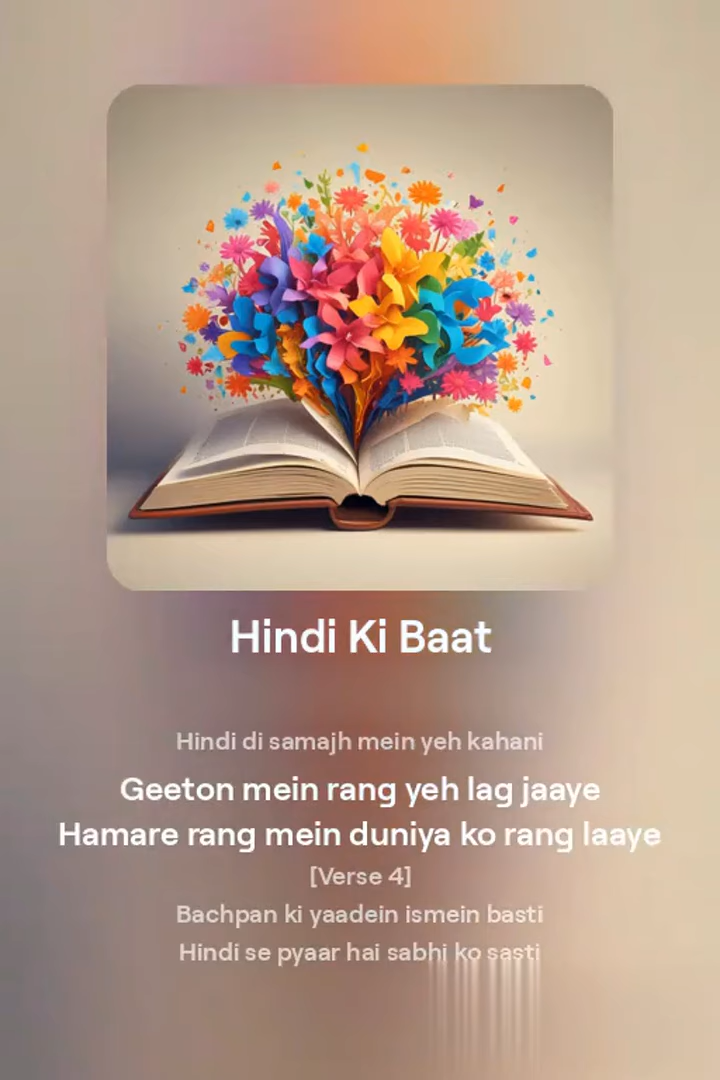 Hindi Ki Baat
Hindi di samajh mein yeh kahani
Geeton mein rang yeh lag jaaye
Hamare rang mein duniya ko rang laaye
[Verse 4]
Bachpan ki yaadein ismein basti
Hindi se pyaar hai sabhi ko sasti